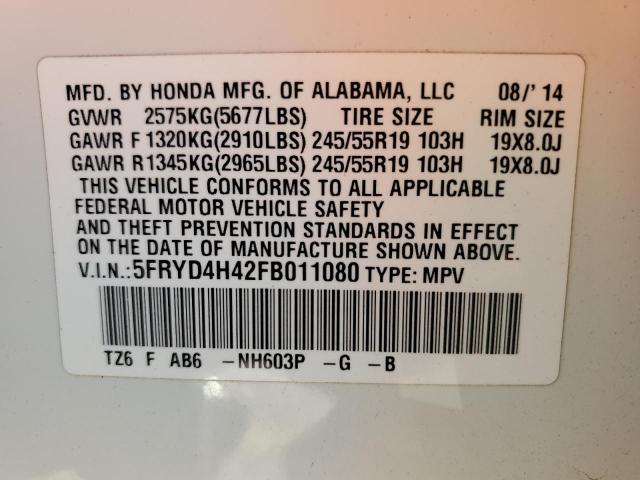 MFD. BY HONDA MFG. OF ALABAMA, LLC 08/'14
GVWR 2575KG(5677LBS) TIRE SIZE RIM SIZE
GAWR F 1320KG(2910LBS) 245/55R19 103H 19X8.0J
GAWR R1345KG(2965LBS) 245/55R19 103H 19X8.0J
THIS VEHICLE CONFORMS TO ALL APPLICABLE
FEDERAL MOTOR VEHICLE SAFETY
AND THEFT PREVENTION STANDARDS IN EFFECT
ON THE DATE OF MANUFACTURE SHOWN ABOVE.
V.I.N.:5FRYD4H42FB011080 TYPE: MPV
TZ6 F AB6 -NH603P -G -B